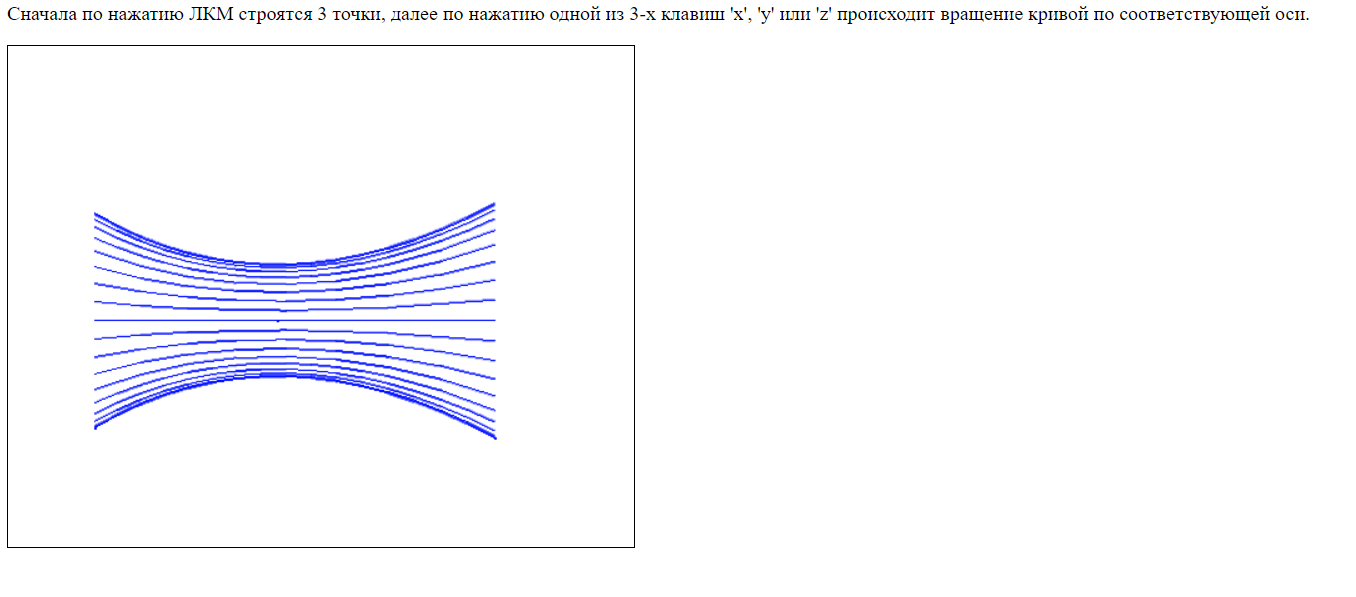 Сначала по нажатию ЛКМ строятся 3 точки, далее по нажатию одной из 3-х клавиш 'x', 'y' или 'z' происходит вращение кривой по соответствующей оси.